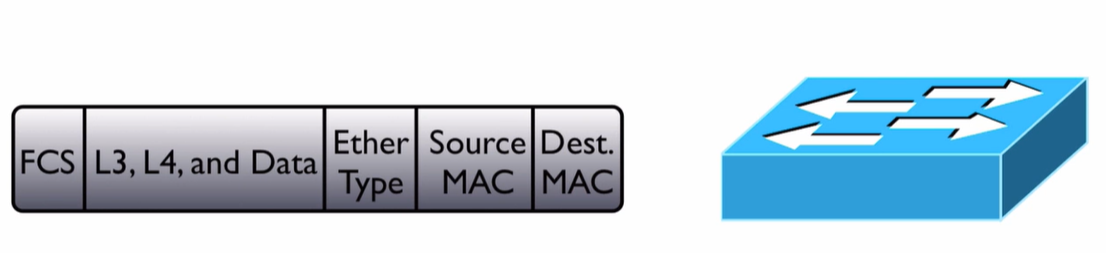 FCS
L3, L4, and Data
Ether
Type
Source
MAC
Dest.
MAC